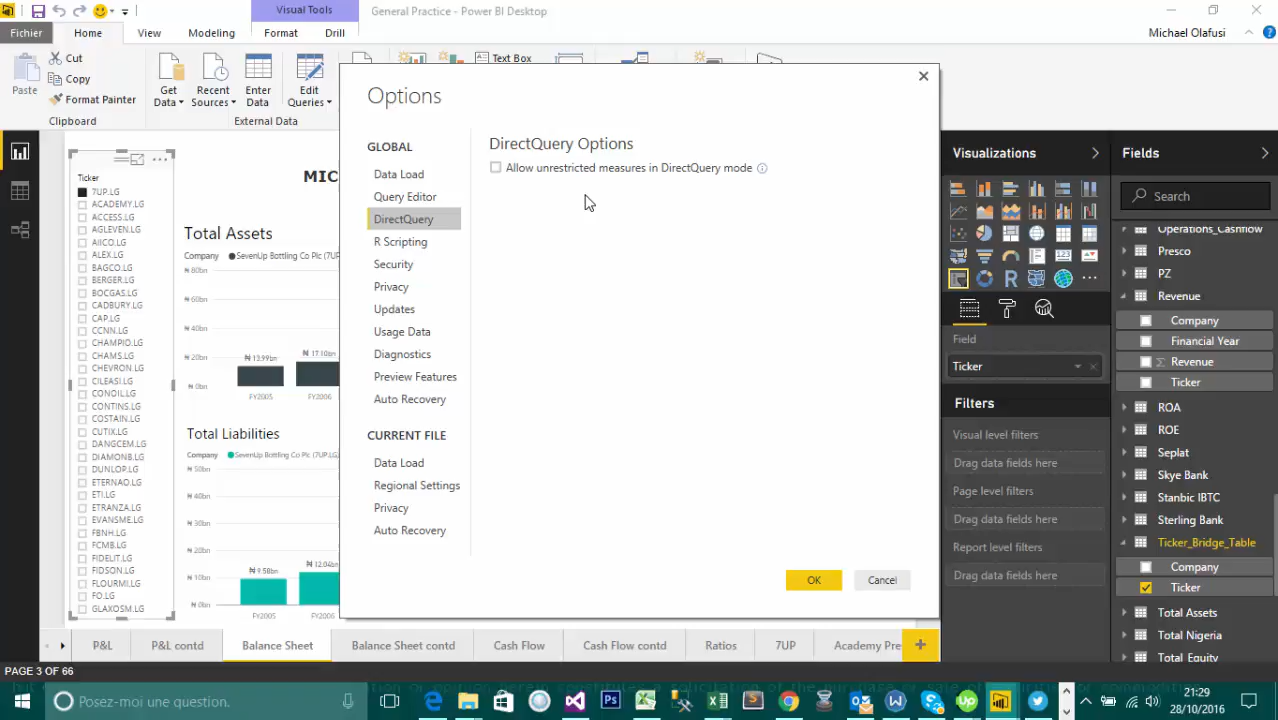 Visual Tools
General Practice - Power BI Desktop
Fichier
Home
View
Modeling
Format
Drill
Michael Olafusi
Paste
Cut
Copy
Format Painter
Clipboard
Get Data
Recent Sources
Enter Data
Edit Queries
External Data
Text Box
Ticker
7UP.LG
ACADEMY.LG
ACCESS.LG
AGLEVEN.LG
AIICO.LG
ALEX.LG
BAGCO.LG
BERGER.LG
BOCGAS.LG
CADBURY.LG
CAP.LG
CCNN.LG
CHAMPIO.LG
CHAMS.LG
CHEVRON.LG
CILEASI.LG
CONOIL.LG
CONTINS.LG
COSTAIN.LG
CUTIX.LG
DANGCEM.LG
DIAMONB.LG
DUNLOP.LG
ETERNAO.LG
ETI.LG
ETRANZA.LG
EVANSME.LG
FBNH.LG
FCMB.LG
FIDELIT.LG
FIDSON.LG
FLOURMI.LG
FO.LG
GLAXOSM.LG
MIC
Total Assets
Company ●SevenUp Bottling Co Plc (7UP
₦80bn
₦60bn
₦40bn
₦20bn
₦0bn
₦13.99bn
₦17.10bn
FY2005
FY2006
Total Liabilities
Company ●SevenUp Bottling Co Plc (7UP.LG
₦50bn
₦40bn
₦30bn
₦20bn
₦10bn
₦0bn
₦9.58bn
₦12.04bn
FY2005
FY2006
Options
GLOBAL
Data Load
Query Editor
DirectQuery
R Scripting
Security
Privacy
Updates
Usage Data
Diagnostics
Preview Features
Auto Recovery
CURRENT FILE
Data Load
Regional Settings
Privacy
Auto Recovery
DirectQuery Options
Allow unrestricted measures in DirectQuery mode
OK
Cancel
Visualizations
Field
Ticker
Filters
Visual level filters
Drag data fields here
Page level filters
Drag data fields here
Report level filters
Drag data fields here
Fields
Search
Operations_Cashflow
Presco
PZ
Revenue
Company
Financial Year
Revenue
Ticker
ROA
ROE
Seplat
Skye Bank
Stanbic IBTC
Sterling Bank
Ticker_Bridge_Table
Company
Ticker
Total Assets
Total Nigeria
Total Equity
P&L
P&L contd
Balance Sheet
Balance Sheet contd
Cash Flow
Cash Flow contd
Ratios
7UP
Academy Pre
PAGE 3 OF 66
Posez-moi une question.
21:29
28/10/2016